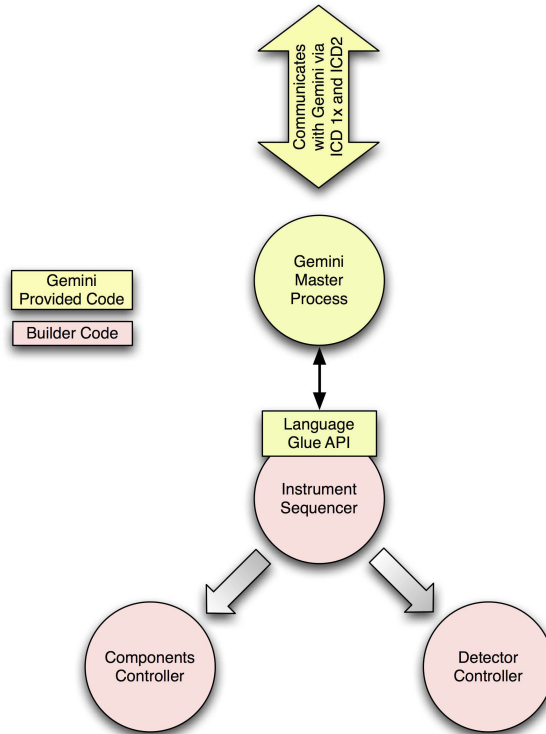 Communicates
with Gemini via
ICD 1x and ICD2
Gemini
Master
Process
Gemini
Provided Code
Builder Code
Language
Glue API
Instrument
Sequencer
Components
Controller
Detector
Controller